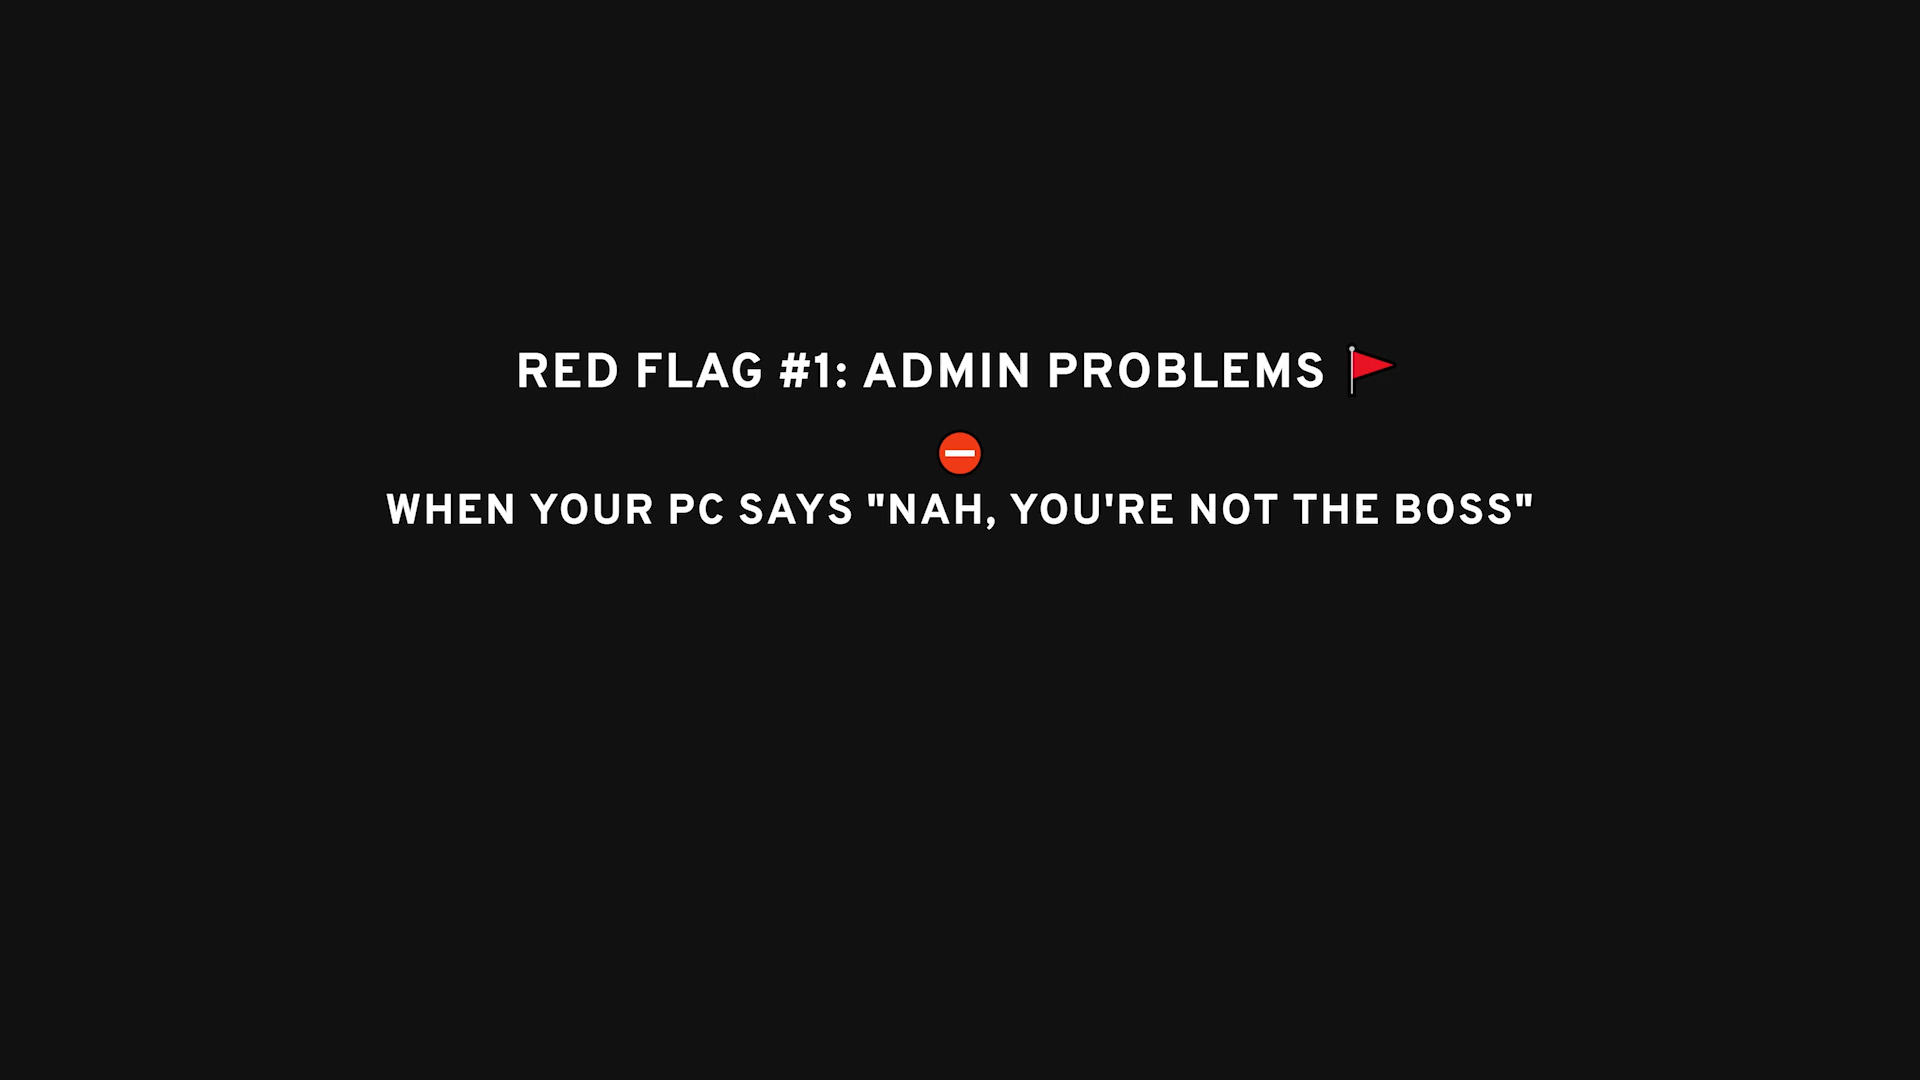 RED FLAG #1: ADMIN PROBLEMS 🚩
⛔
WHEN YOUR PC SAYS "NAH, YOU'RE NOT THE BOSS"